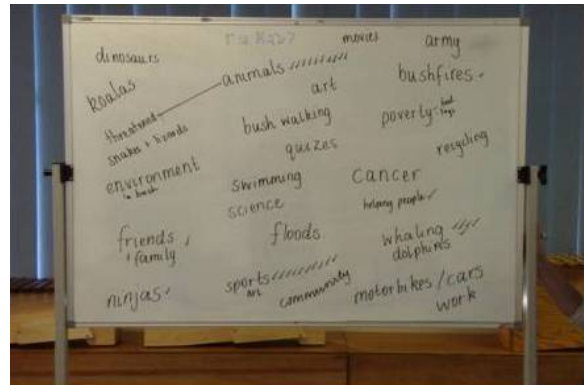 movies
army
dinosaurs
animals
bushfires
koalas
art
threatened
snakes + lizards
bush walking
poverty:
quizes
recycling
environment
swimming
cancer
science
helping people
friends
+ family
floods
whaling
dolphins
ninjas
sports
community
motorbikes / cars
work